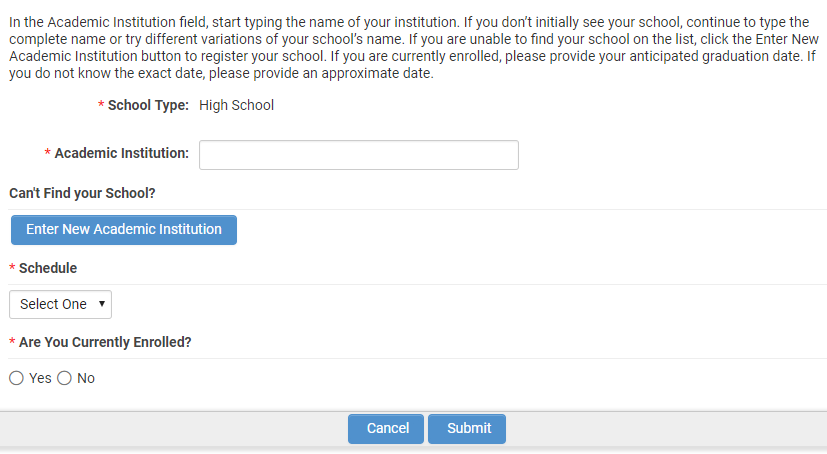 In the Academic Institution field, start typing the name of your institution. If you don't initially see your school, continue to type the
complete name or try different variations of your school's name. If you are unable to find your school on the list, click the Enter New
Academic Institution button to register your school. If you are currently enrolled, please provide your anticipated graduation date. If
you do not know the exact date, please provide an approximate date.
* School Type: High School
* Academic Institution:
Can't Find your School?
Enter New Academic Institution
* Schedule
Select One
* Are You Currently Enrolled?
Yes No
Cancel Submit